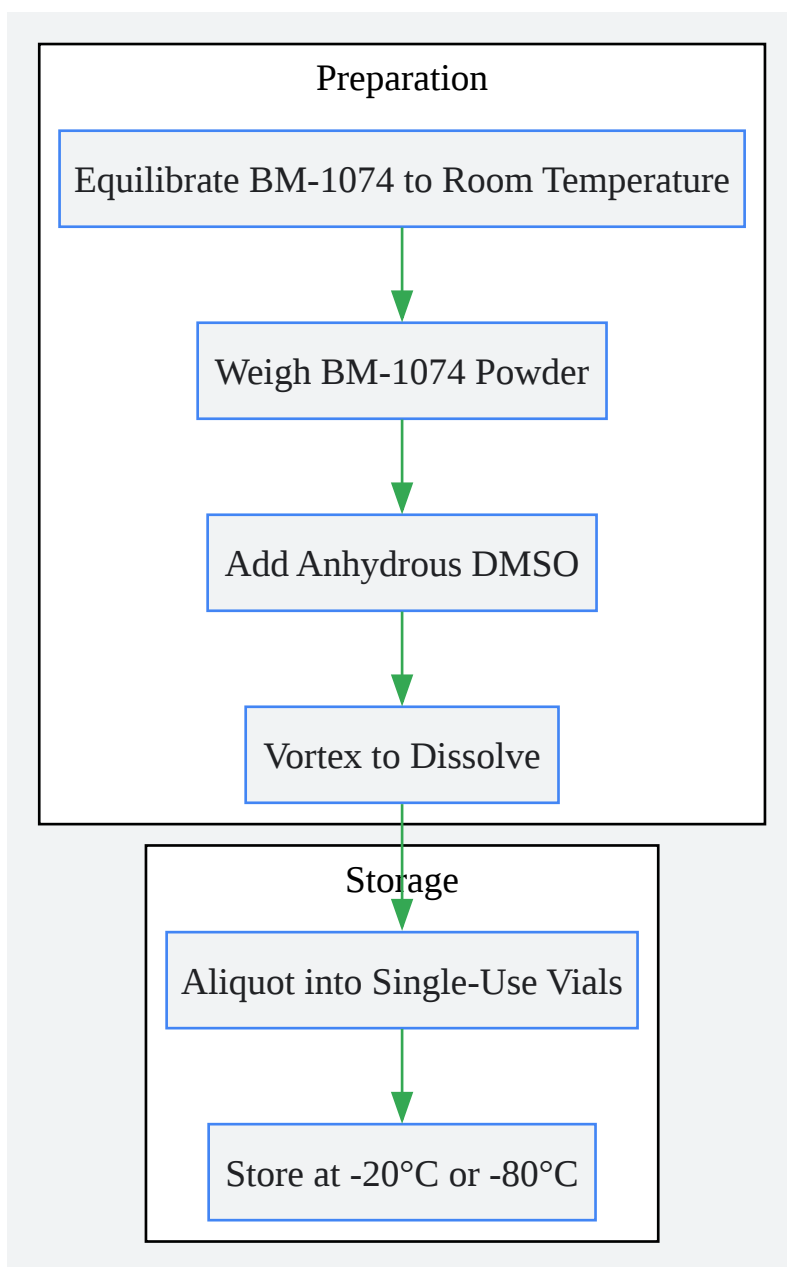 Preparation
Equilibrate BM-1074 to Room Temperature
Weigh BM-1074 Powder
Add Anhydrous DMSO
Vortex to Dissolve
Storage
Aliquot into Single-Use Vials
Store at -20°C or -80°C